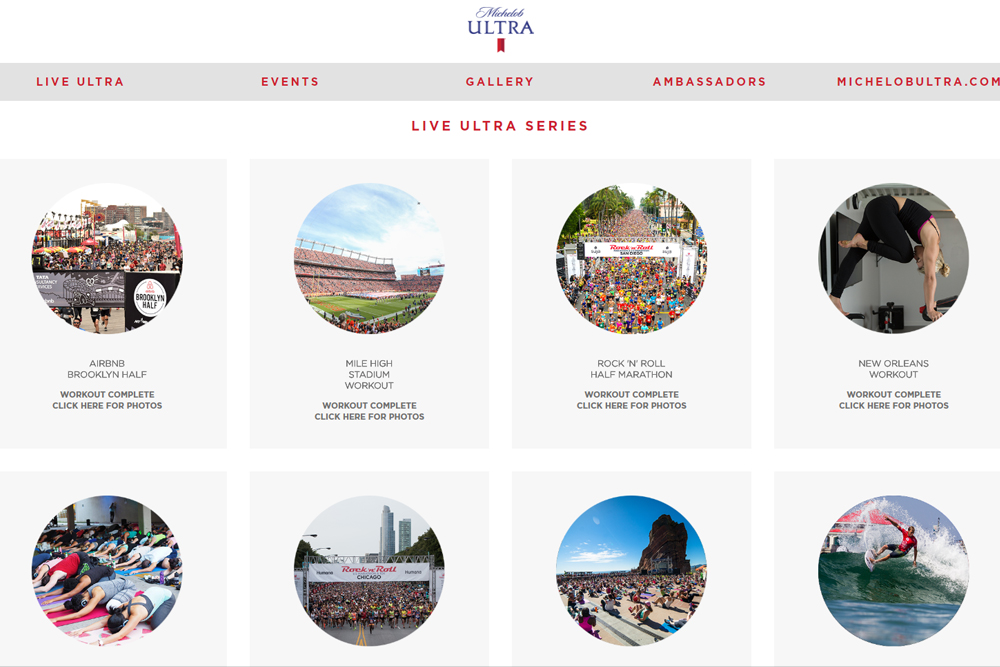 Michelob
ULTRA
LIVE ULTRA
EVENTS
GALLERY
AMBASSADORS
MICHELOBULTRA.COM
LIVE ULTRA SERIES
TATA
BROOKLYN
HALF
Rock 'n' Roll
SAN DIEGO
AIRBNB
BROOKLYN HALF
WORKOUT COMPLETE
CLICK HERE FOR PHOTOS
MILE HIGH
STADIUM
WORKOUT
WORKOUT COMPLETE
CLICK HERE FOR PHOTOS
ROCK 'N' ROLL
HALF MARATHON
WORKOUT COMPLETE
CLICK HERE FOR PHOTOS
NEW ORLEANS
WORKOUT
WORKOUT COMPLETE
CLICK HERE FOR PHOTOS
Humana
Rock 'n' Roll
CHICAGO
Humana